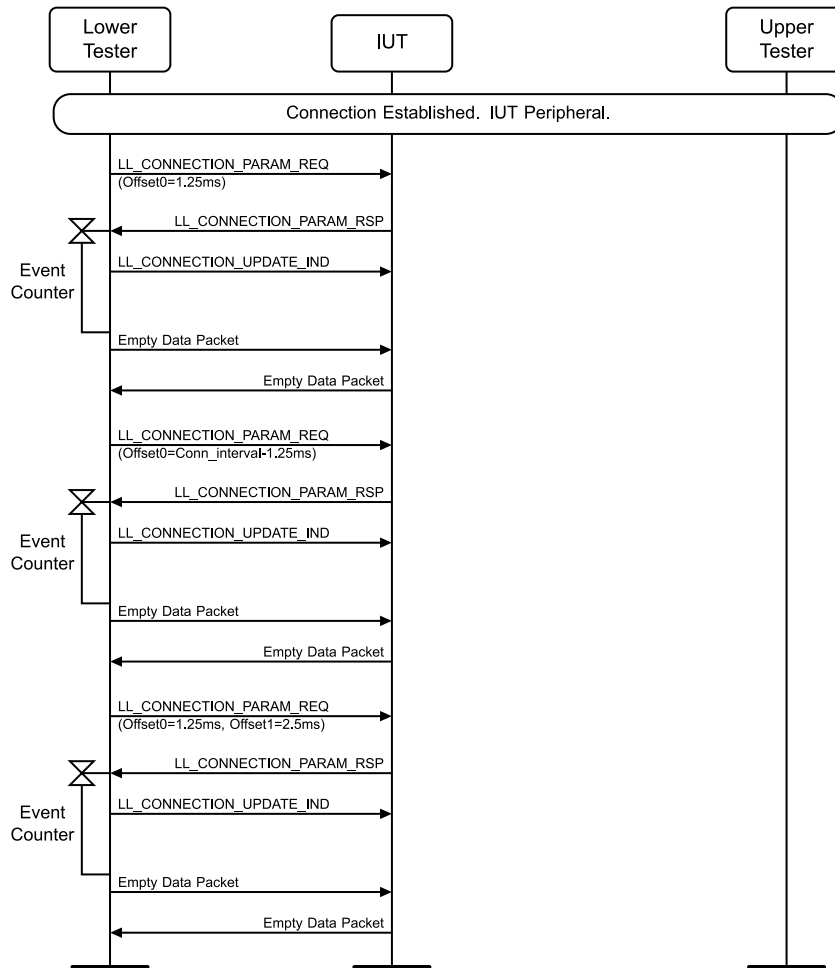 Lower
Tester
IUT
Upper
Tester
Connection Established. IUT Peripheral.
LL_CONNECTION_PARAM_REQ
(Offset0=1.25ms)
LL_CONNECTION_PARAM_RSP
Event
Counter
LL_CONNECTION_UPDATE_IND
Empty Data Packet
Empty Data Packet
LL_CONNECTION_PARAM_REQ
(Offset0=Conn_interval-1.25ms)
LL_CONNECTION_PARAM_RSP
Event
Counter
LL_CONNECTION_UPDATE_IND
Empty Data Packet
Empty Data Packet
LL_CONNECTION_PARAM_REQ
(Offset0=1.25ms, Offset1=2.5ms)
LL_CONNECTION_PARAM_RSP
Event
Counter
LL_CONNECTION_UPDATE_IND
Empty Data Packet
Empty Data Packet